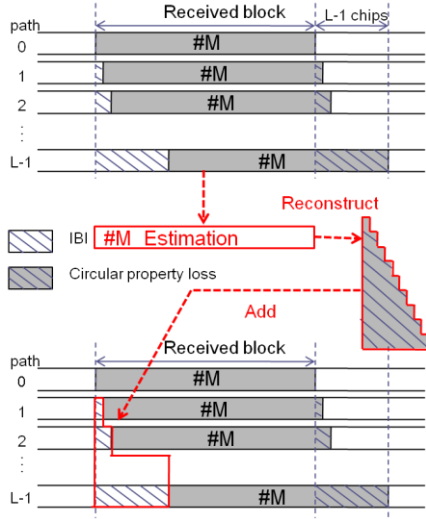 Received block
L-1 chips
path
0
#M
1
#M
2
#M
⋮
L-1
#M
Reconstruct
IBI
#M Estimation
Circular property loss
Add
Received block
path
0
#M
1
#M
2
#M
⋮
L-1
#M